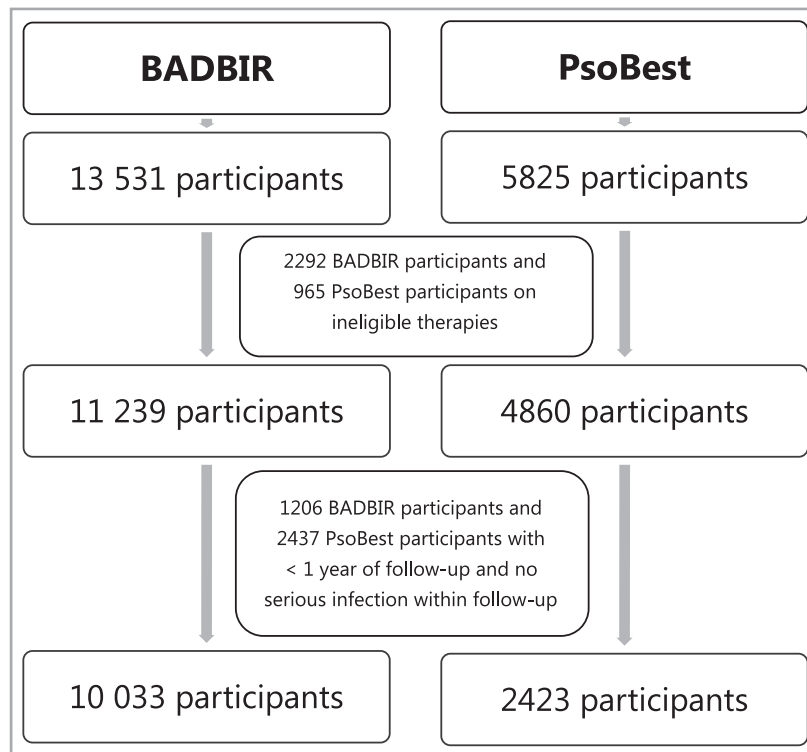 BADBIR
PsoBest
13 531 participants
5825 participants
2292 BADBIR participants and
965 PsoBest participants on
ineligible therapies
11 239 participants
4860 participants
1206 BADBIR participants and
2437 PsoBest participants with
< 1 year of follow-up and no
serious infection within follow-up
10 033 participants
2423 participants